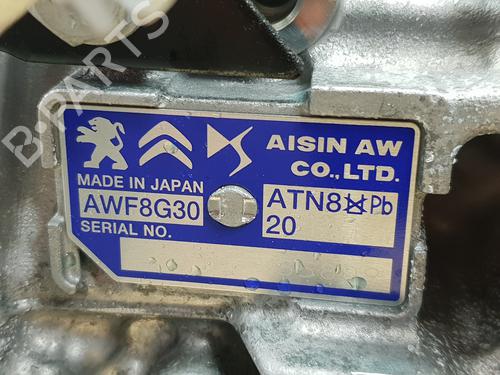 AISIN AW
CO., LTD.
MADE IN JAPAN
AWF8G30
SERIAL NO.
ATN8 Pb
20
B-PARTS